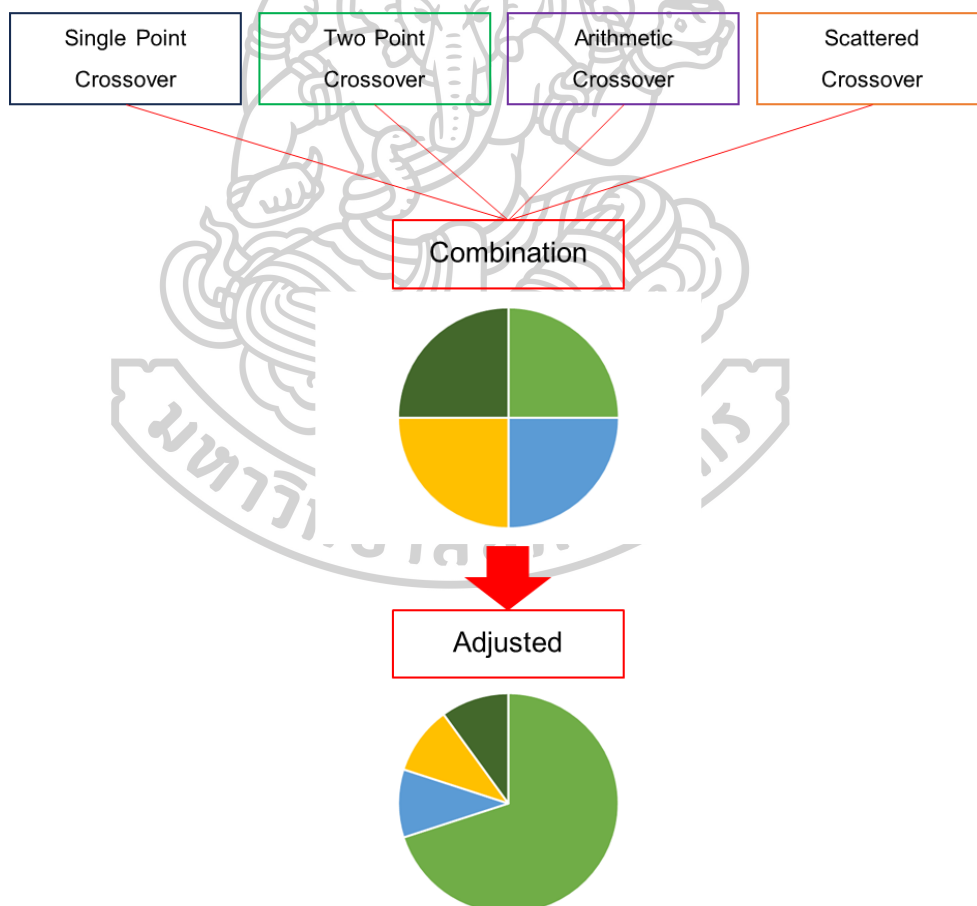 Single Point
Crossover
Two Point
Crossover
Arithmetic
Crossover
Scattered
Crossover
Combination
Adjusted